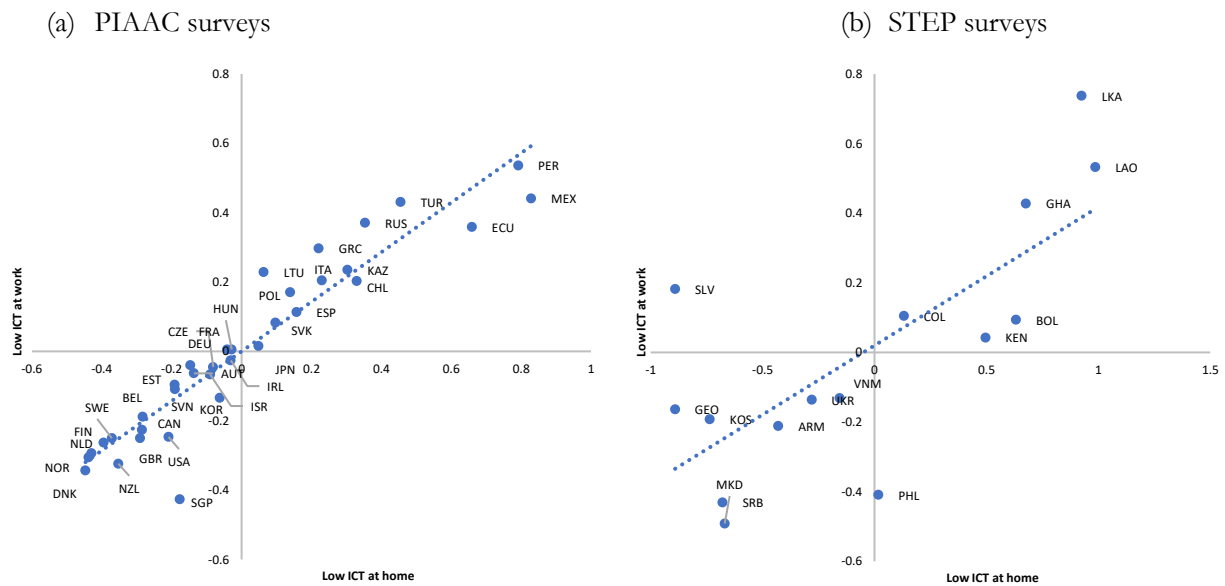 (a) PIAAC surveys
0.8
0.6
0.4
0.2
0
-0.2
-0.4
-0.6
-0.6
-0.4
-0.2
0.2
0.4
0.6
0.8
1
Low ICT at work
Low ICT at home
PER
MEX
TUR
RUS
ECU
GRC
LTU
ITA
KAZ
CHL
POL
HUN
ESP
CZE
FRA
SVK
DEU
JPN
AUT
IRL
EST
BEL
SVN
KOR
ISR
SWE
CAN
FIN
NLD
GBR
USA
NOR
DNK
NZL
SGP
(b) STEP surveys
0.8
0.6
0.4
0.2
0
-0.2
-0.4
-0.6
-1
-0.5
0.5
1
1.5
Low ICT at work
Low ICT at home
LKA
LAO
GHA
SLV
COL
BOL
KEN
VNM
GEO
KOS
UKR
ARM
MKD
SRB
PHL